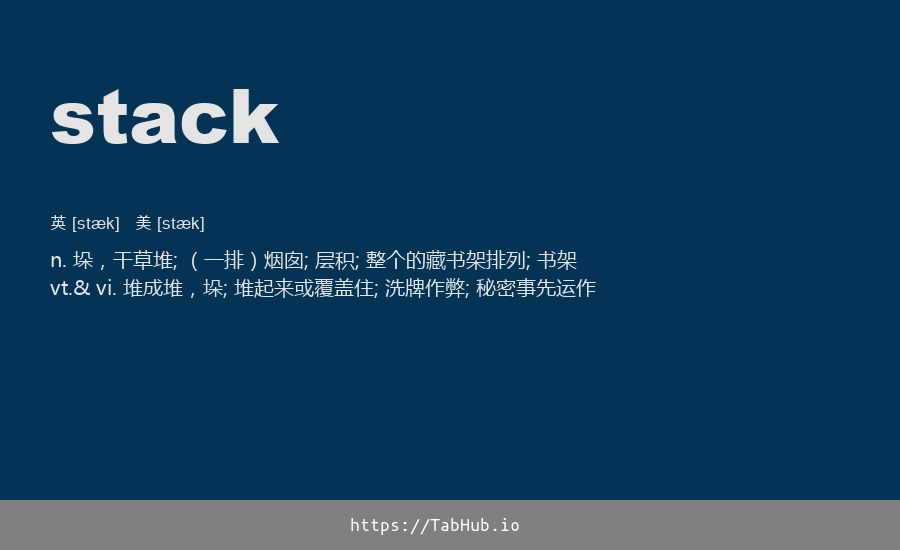 stack
英 [stæk]   美 [stæk]
n. 垛，干草堆; （一排）烟囱; 层积; 整个的藏书架排列; 书架
vt.& vi. 堆成堆，垛; 堆起来或覆盖住; 洗牌作弊; 秘密事先运作
https://TabHub.io